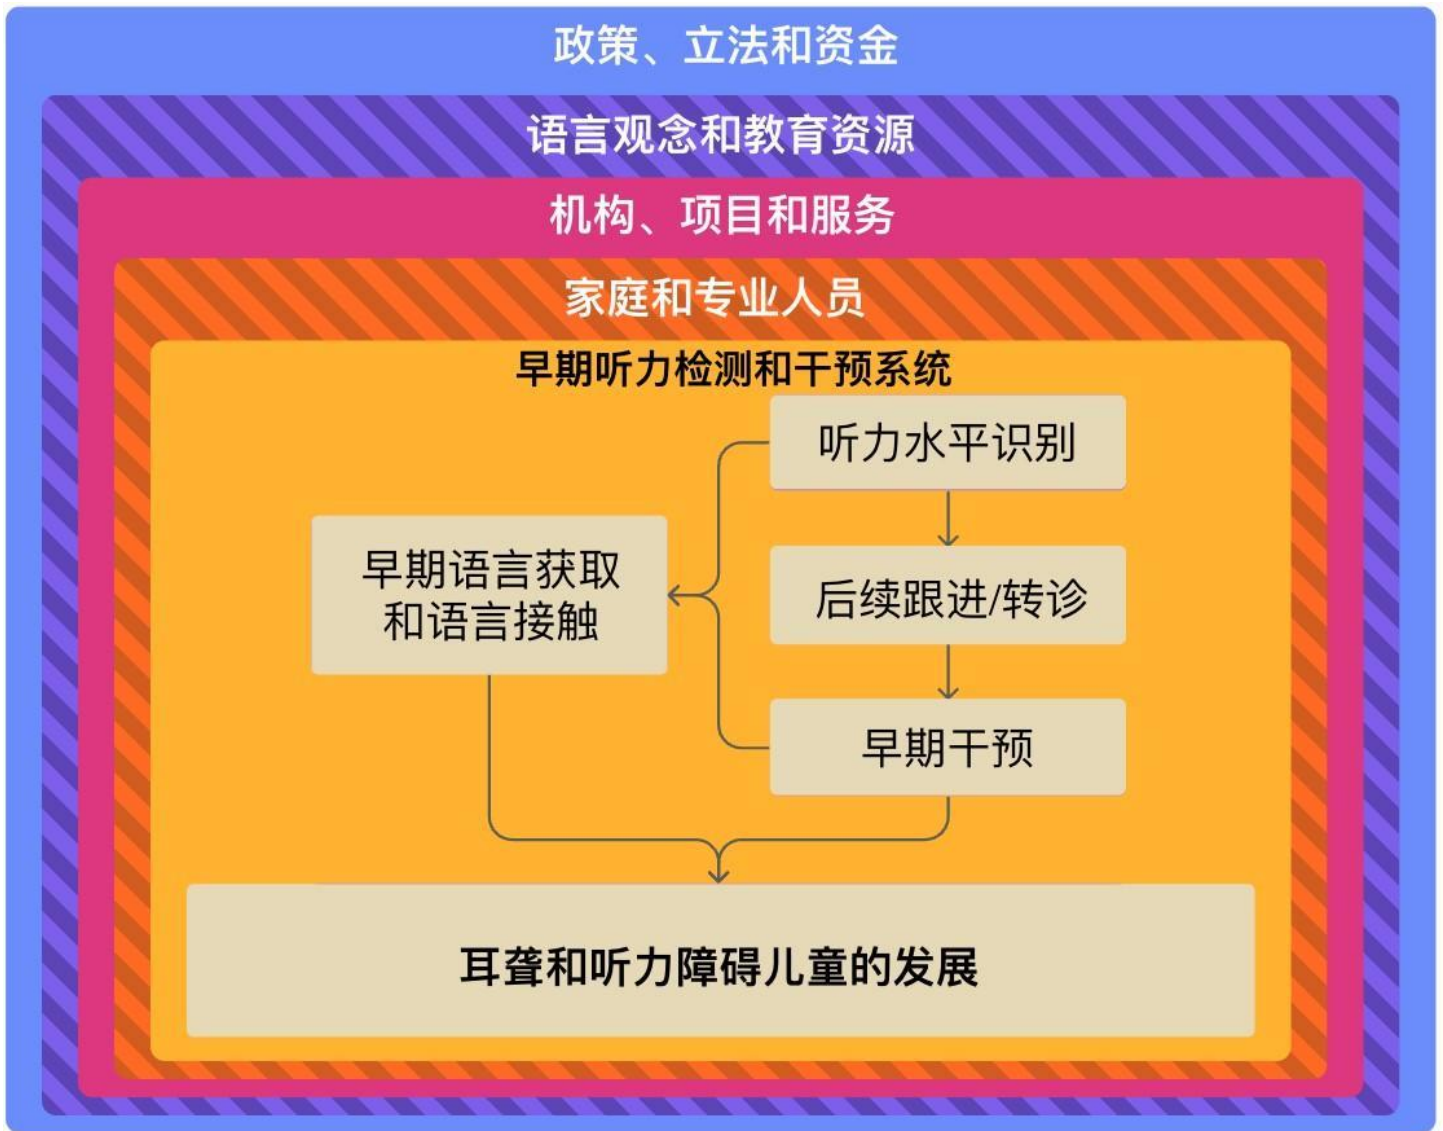 政策、立法和资金
语言观念和教育资源
机构、项目和服务
家庭和专业人员
早期听力检测和干预系统
听力水平识别
早期语言获取
和语言接触
后续跟进/转诊
早期干预
耳聋和听力障碍儿童的发展